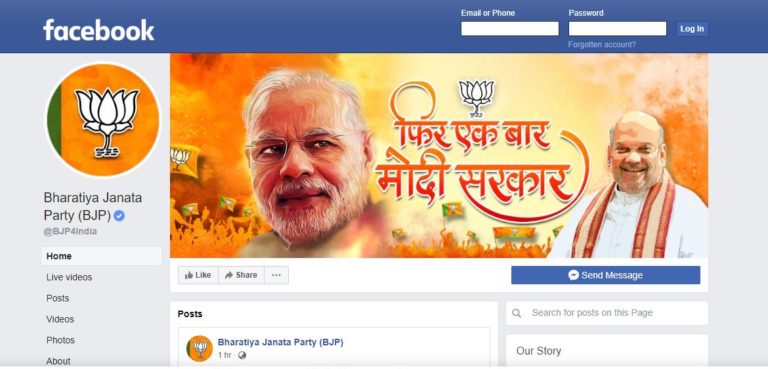 facebook
Email or Phone
Password
Log In
Forgotten account?
फिर एक बार
मोदी सरकार
Bharatiya Janata
Party (BJP)
@BJP4India
Home
Live videos
Posts
Videos
Photos
About
Like
Share
Send Message
Posts
Bharatiya Janata Party (BJP)
1 hr ·
Search for posts on this Page
Our Story